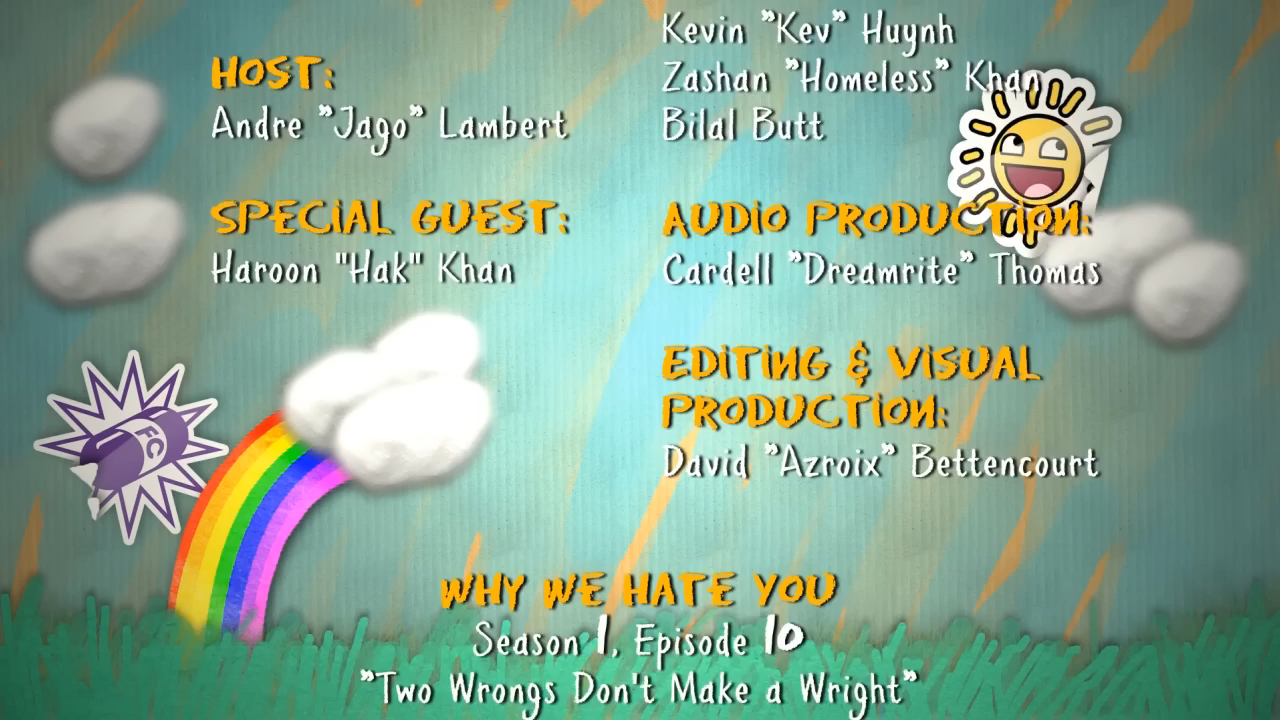 HOST:
Andre "Jago" Lambert
SPECIAL GUEST:
Haroon "Hak" Khan
Kevin "Kev" Huynh
Zashan "Homeless" Khan
Bilal Butt
AUDIO PRODUCTION:
Cardell "Dreamrite" Thomas
EDITING & VISUAL
PRODUCTION:
David "Azroix" Bettencourt
FC
WHY WE HATE YOU
Season 1, Episode 10
"Two Wrongs Don't Make a Wright"